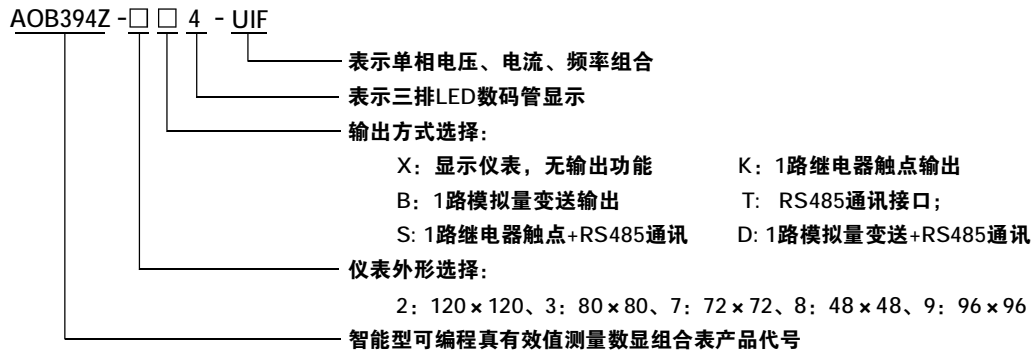 AOB394Z -□ □ 4 - UIF
表示单相电压、电流、频率组合
表示三排LED数码管显示
输出方式选择：
X：显示仪表，无输出功能 K：1路继电器触点输出
B：1路模拟量变送输出 T： RS485通讯接口；
S：1路继电器触点+RS485通讯 D：1路模拟量变送+RS485通讯
仪表外形选择：
2：120×120、3：80×80、7：72×72、8：48×48、9：96×96
智能型可编程真有效值测量数显组合表产品代号